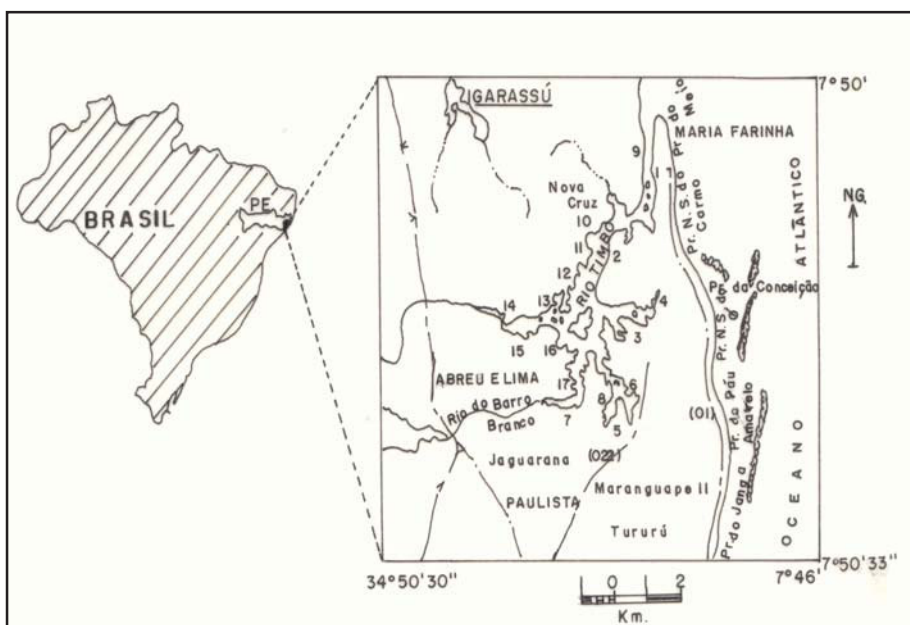 BRASIL
PE.
IGARASSÚ
7°50'
MARIA FARINHA
Pr. do Meio
Pr. N. S. do Carmo
Pr. N. S. da Conceição
Pr. do Páu Amarelo
Pr. do Janga
OCEANO ATLÂNTICO
NG.
Nova
Cruz
RIO TIMBO
9
1
10
2
11
12
13
14
15
16
4
3
17
6
8
7
5
ABREU E LIMA
Rio do Barro
Branco
(01)
Jaguarana
(022)
PAULISTA
Maranguape II
Tururú
7°50'33"
34°50'30"
7°46'
1 0 2
Km.